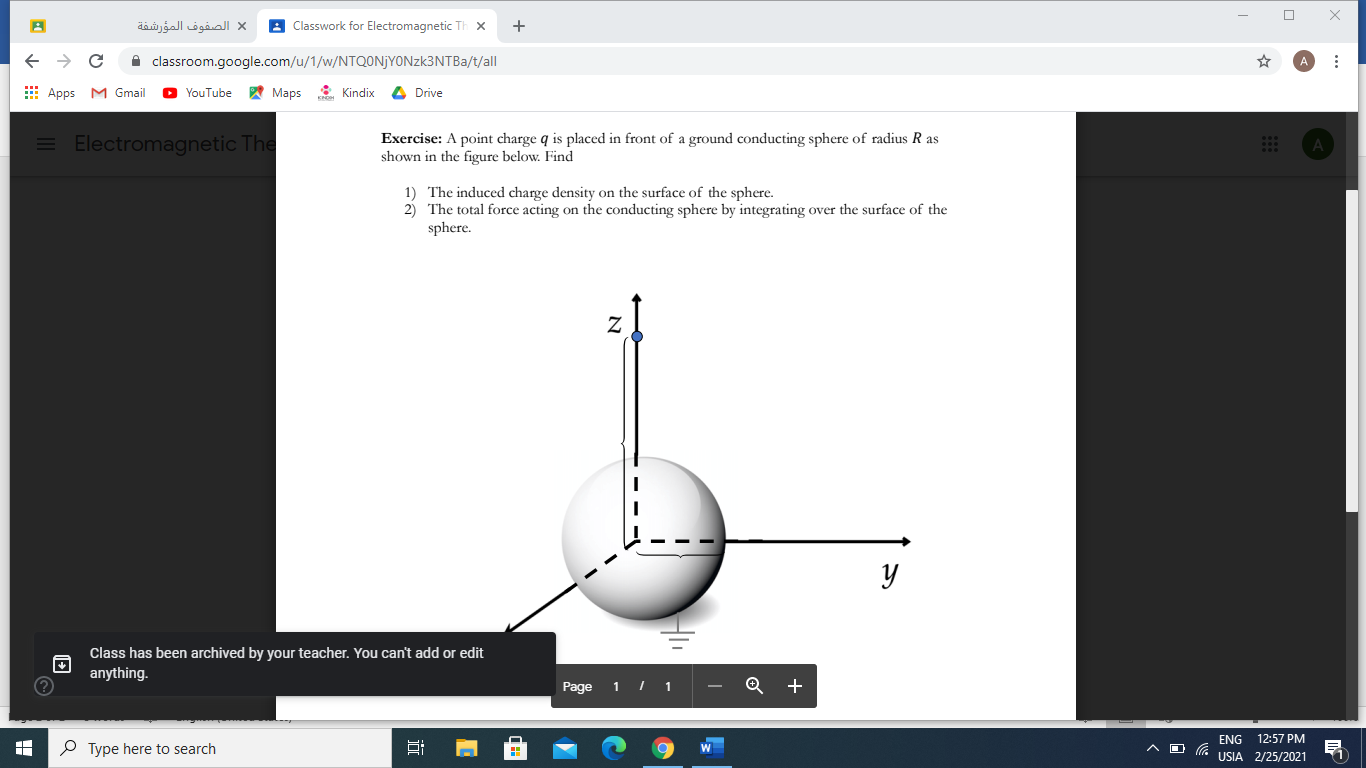 الصفوف المؤرشفة
Classwork for Electromagnetic Th
classroom.google.com/u/1/w/NTQ0NjY0Nzk3NTBa/t/all
A
Apps Gmail YouTube Maps Kindix Drive
Electromagnetic The
A
Exercise: A point charge q is placed in front of a ground conducting sphere of radius R as
shown in the figure below. Find
1) The induced charge density on the surface of the sphere.
2) The total force acting on the conducting sphere by integrating over the surface of the
sphere.
z
y
Class has been archived by your teacher. You can't add or edit
anything.
Page 1 / 1
Type here to search
ENG 12:57 PM
USIA 2/25/2021
1